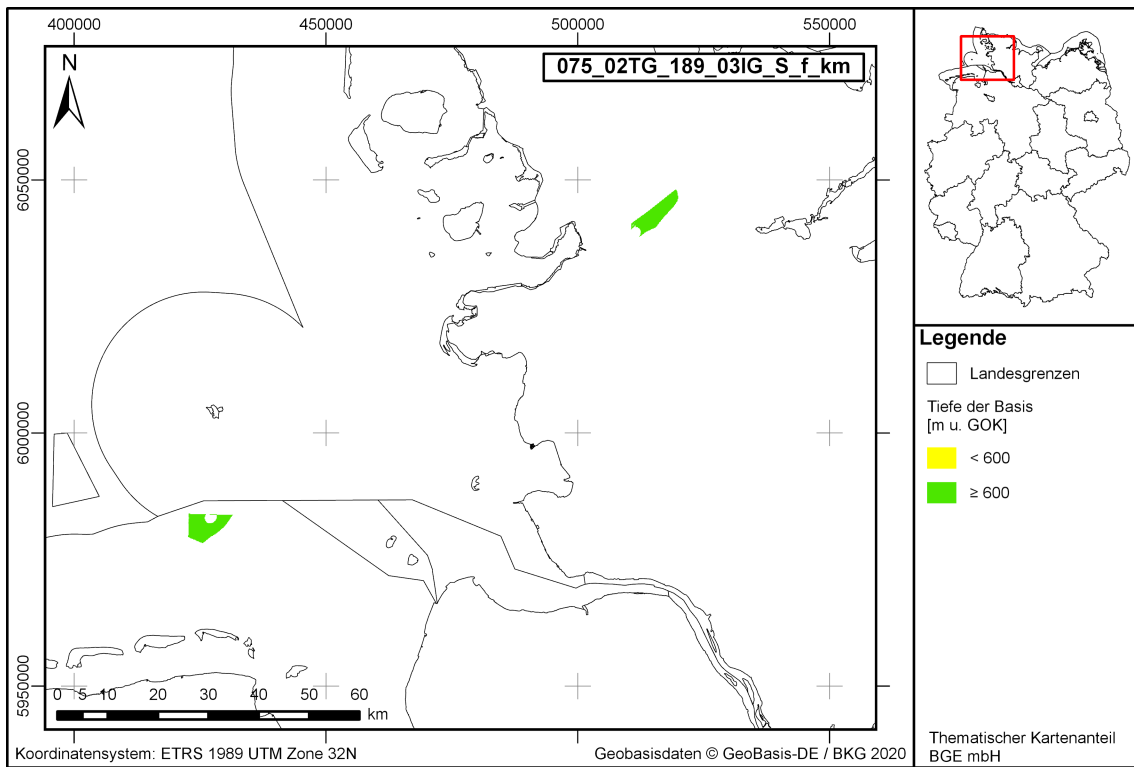 400000
450000
500000
550000
N
075_02TG_189_03IG_S_f_km
6050000
6000000
5950000
0 5 10 20 30 40 50 60
km
Koordinatensystem: ETRS 1989 UTM Zone 32N
Geobasisdaten © GeoBasis-DE / BKG 2020
Legende
Landesgrenzen
Tiefe der Basis
[m u. GOK]
< 600
≥ 600
Thematischer Kartenanteil
BGE mbH